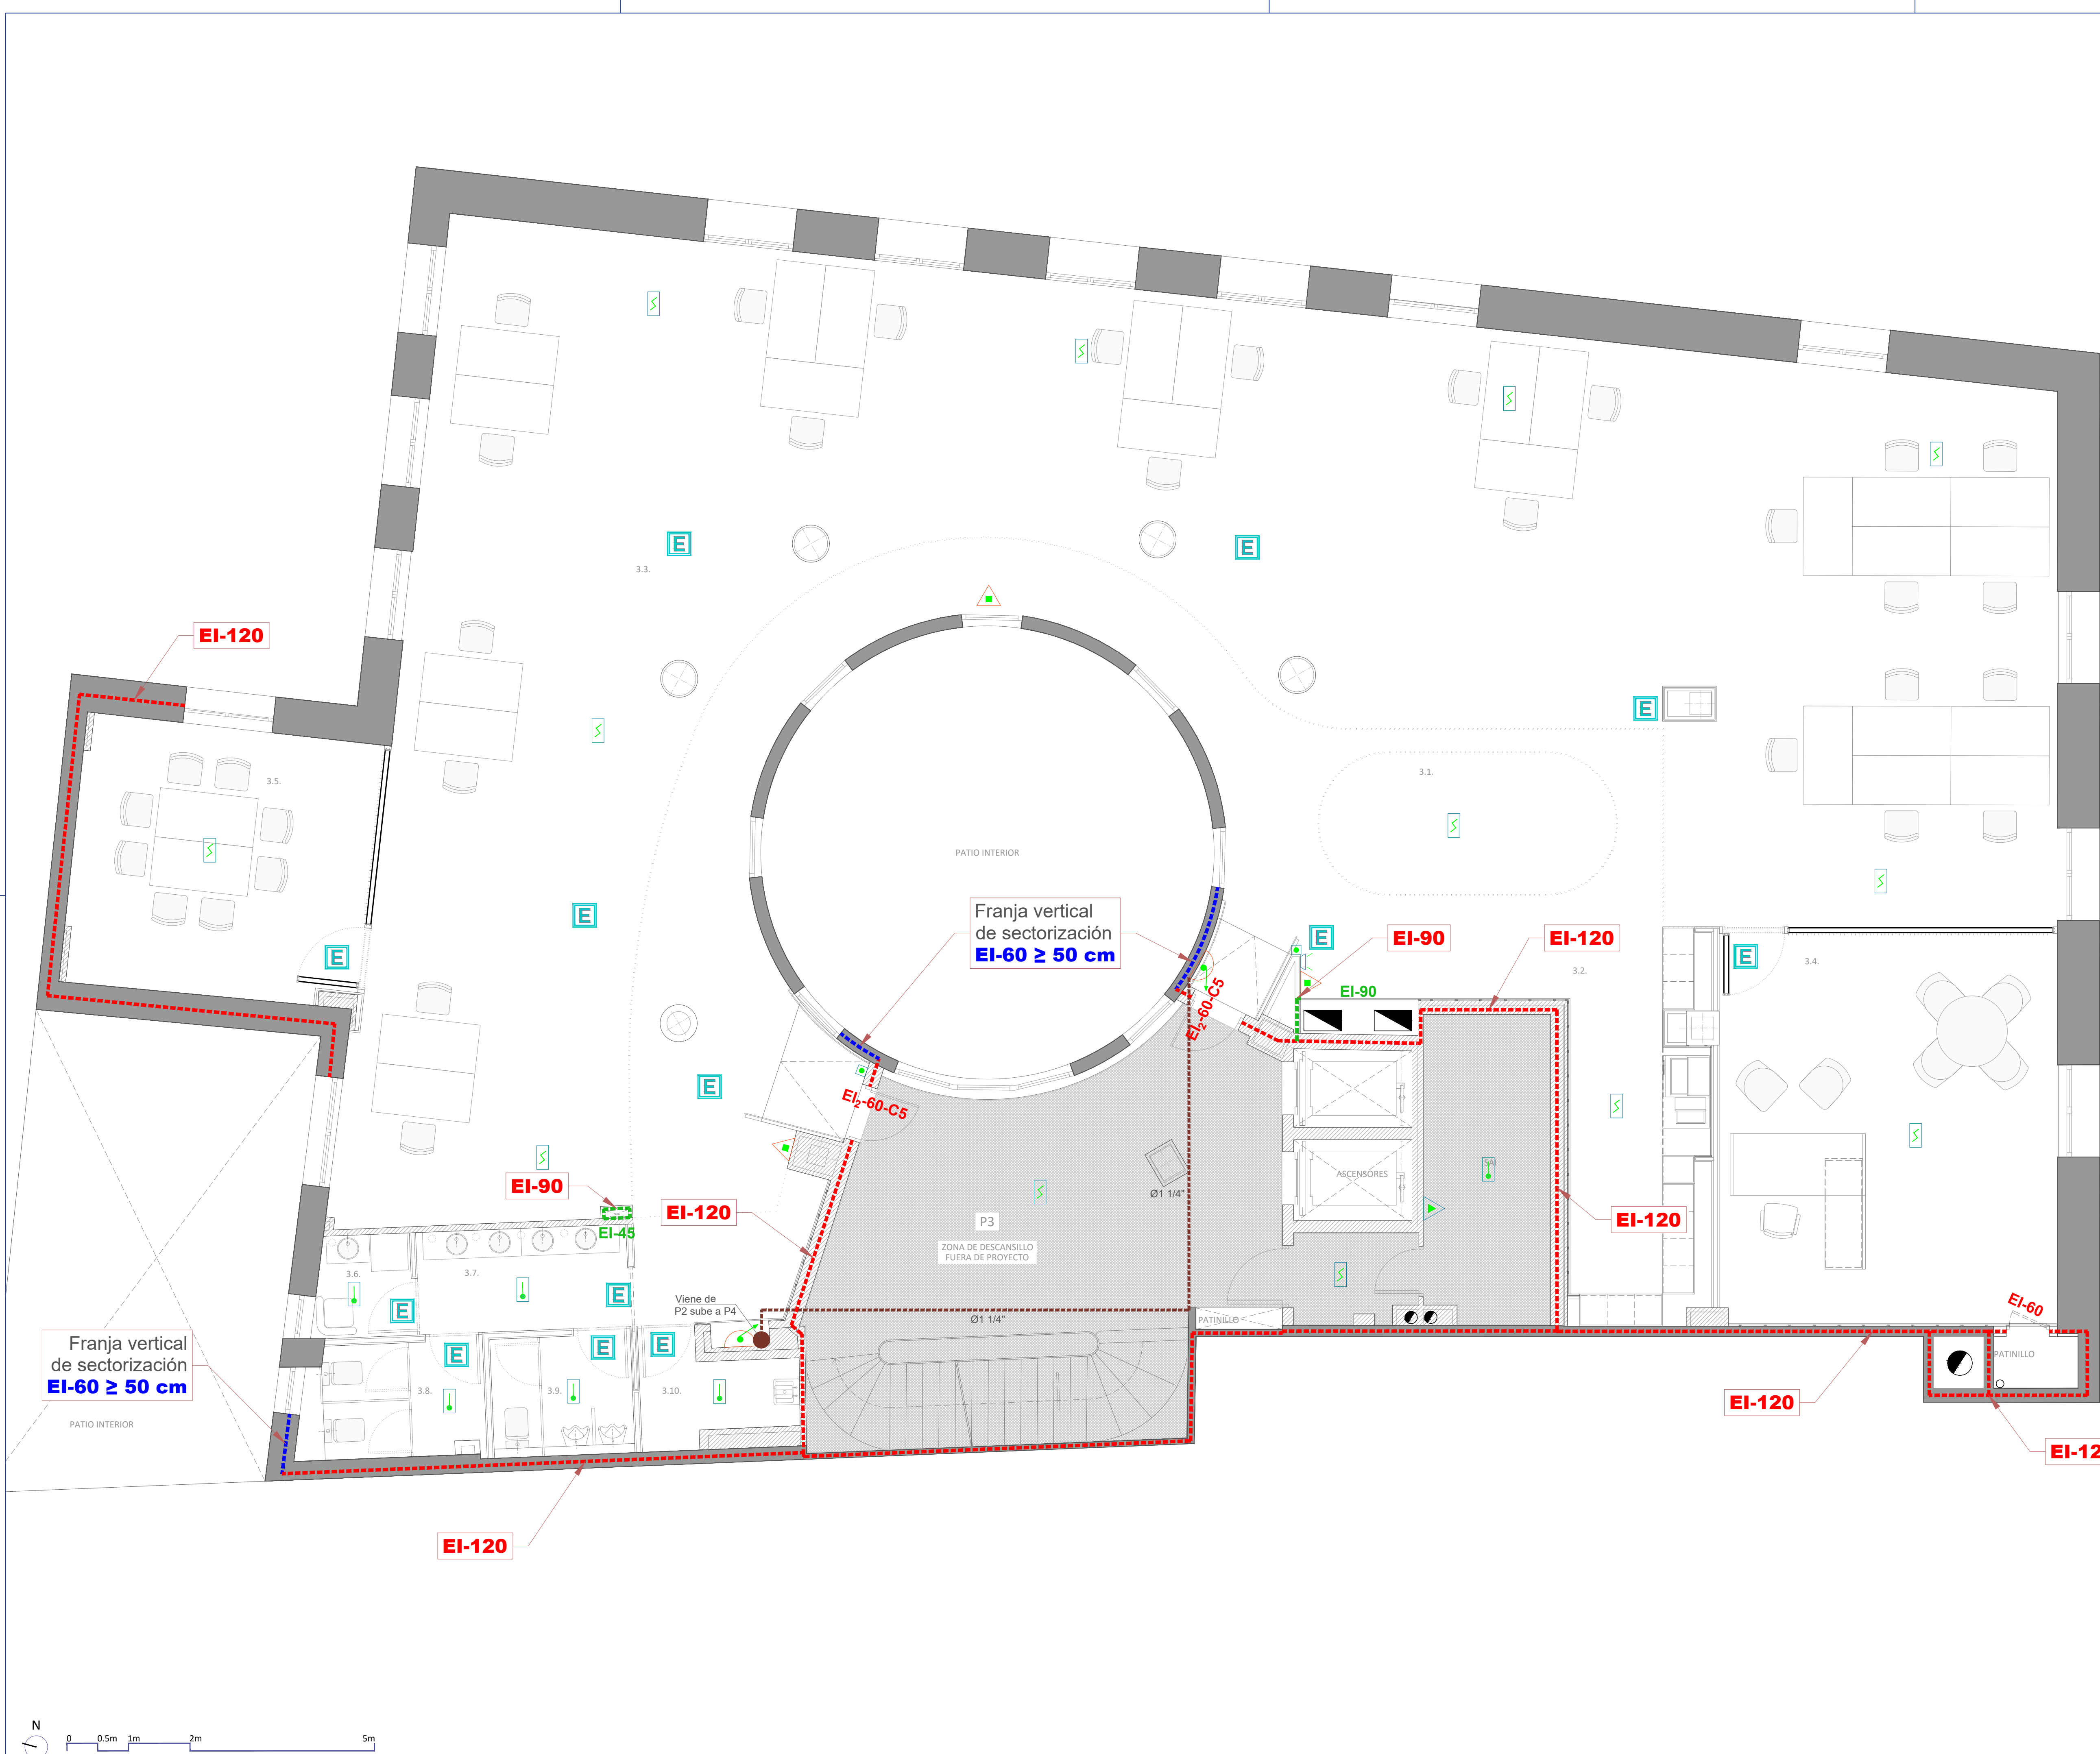 E
E
3.3.
EI-120
E
3.5.
3.1.
PATIO INTERIOR
Franja vertical
de sectorización
EI-60 ≥ 50 cm
E
E
E
EI-90
EI-120
E
3.4.
3.2.
EI-90
EI₂-60-C5
E
EI₂-60-C5
ASCENSORES
SAI
EI-90
Ø1 1/4"
EI-120
EI-120
P3
EI-45
ZONA DE DESCANSILLO
FUERA DE PROYECTO
3.6.
3.7.
E
E
Viene de
P2 sube a P4
Ø1 1/4"
PATINILLO
EI-60
E
E
E
PATINILLO
Franja vertical
de sectorización
EI-60 ≥ 50 cm
3.8.
3.9.
3.10.
EI-120
PATIO INTERIOR
EI-12
EI-120
N
0 0.5m 1m 2m 5m